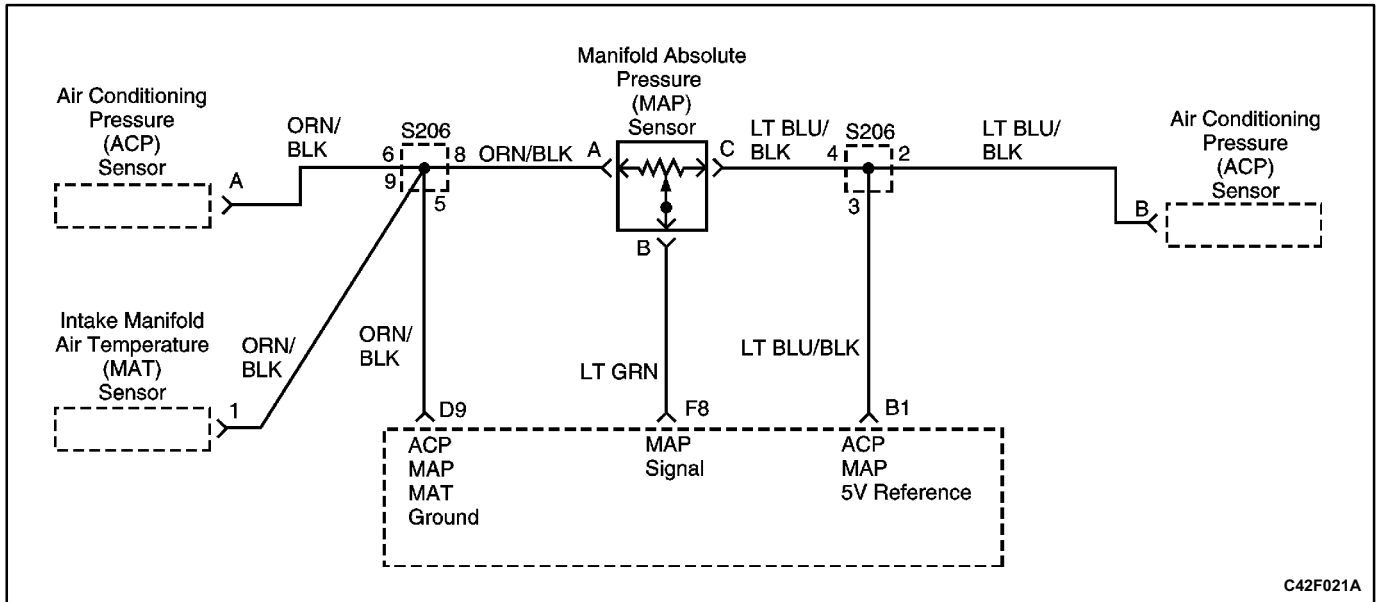 Manifold Absolute
Pressure
(MAP)
Sensor
Air Conditioning
Pressure
(ACP)
Sensor
ORN/
BLK
S206
6
8
9
5
ORN/BLK
A
C
B
LT BLU/
BLK
S206
4
2
3
LT BLU/
BLK
Air Conditioning
Pressure
(ACP)
Sensor
A
B
Intake Manifold
Air Temperature
(MAT)
Sensor
1
ORN/
BLK
ORN/
BLK
LT GRN
LT BLU/BLK
D9
F8
B1
ACP
MAP
MAT
Ground
MAP
Signal
ACP
MAP
5V Reference
C42F021A